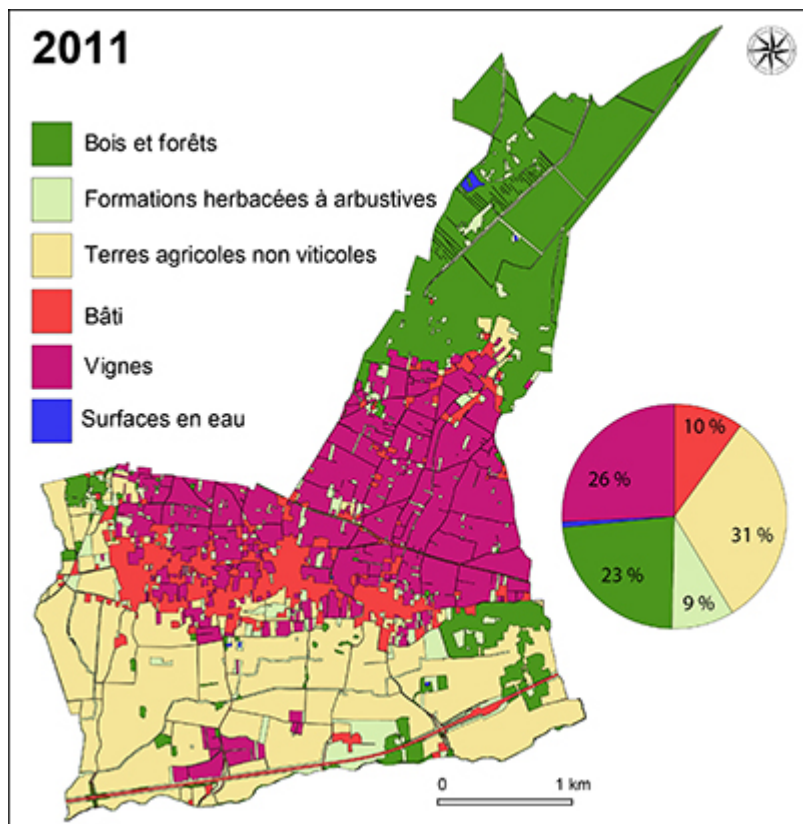 2011
Bois et forêts
Formations herbacées à arbustives
Terres agricoles non viticoles
Bâti
Vignes
Surfaces en eau
10 %
26 %
31 %
23 %
9 %
0 1 km